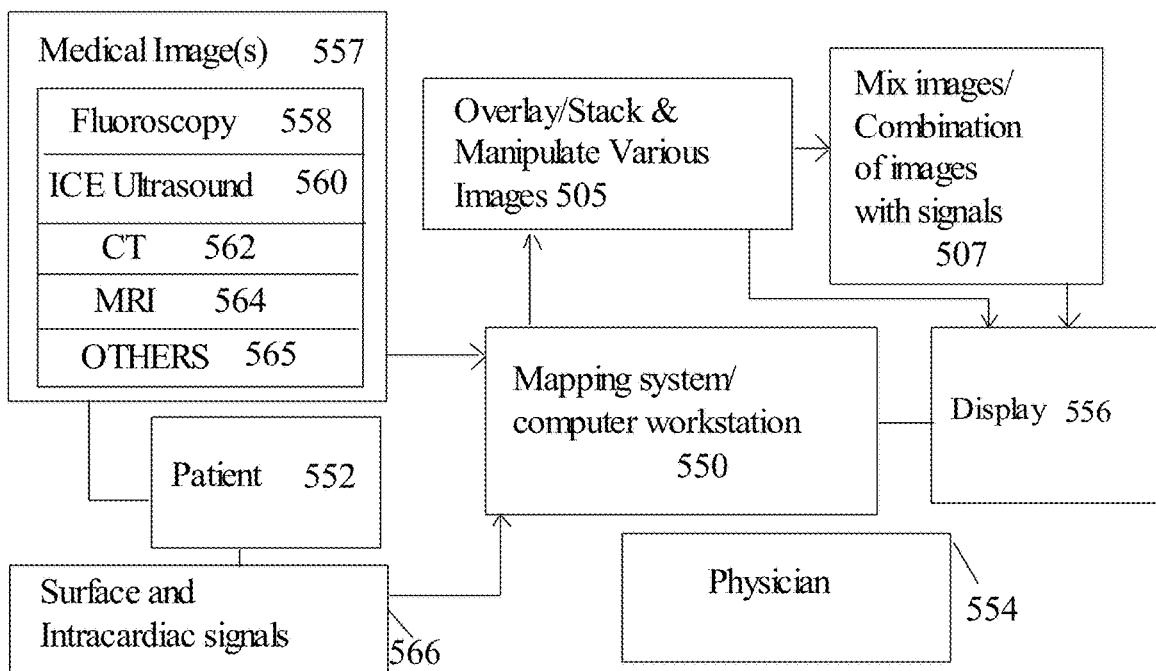 Medical Image(s) 557
Fluoroscopy 558
ICE Ultrasound 560
CT 562
MRI 564
OTHERS 565
Overlay/Stack &
Manipulate Various
Images 505
Mix images/
Combination
of images
with signals
507
Mapping system/
computer workstation
550
Display 556
Patient 552
Surface and
Intracardiac signals
566
Physician
554